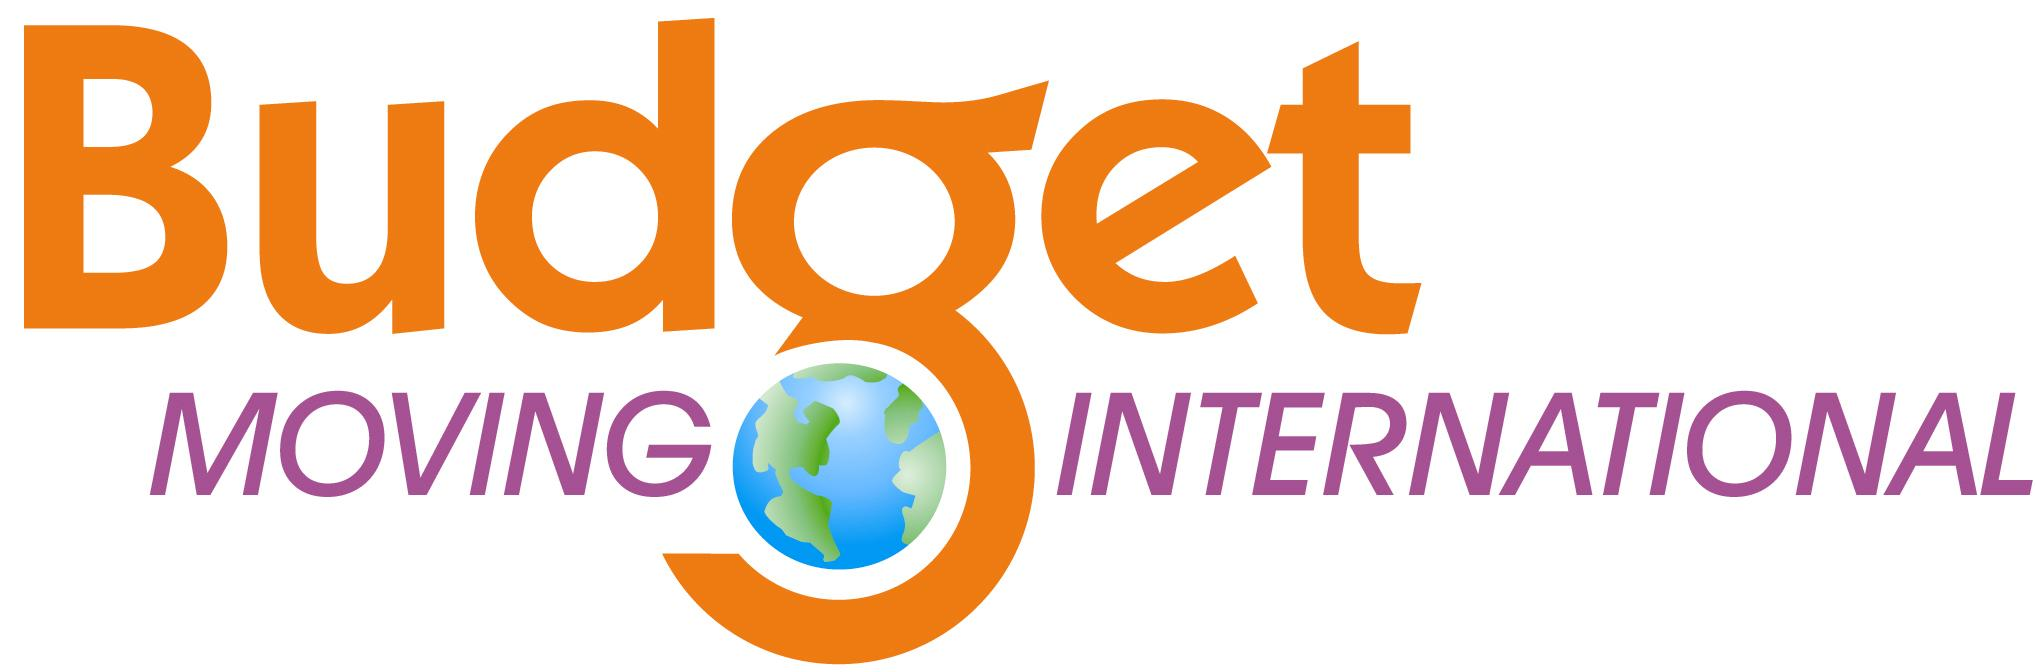 Budget
MOVING INTERNATIONAL